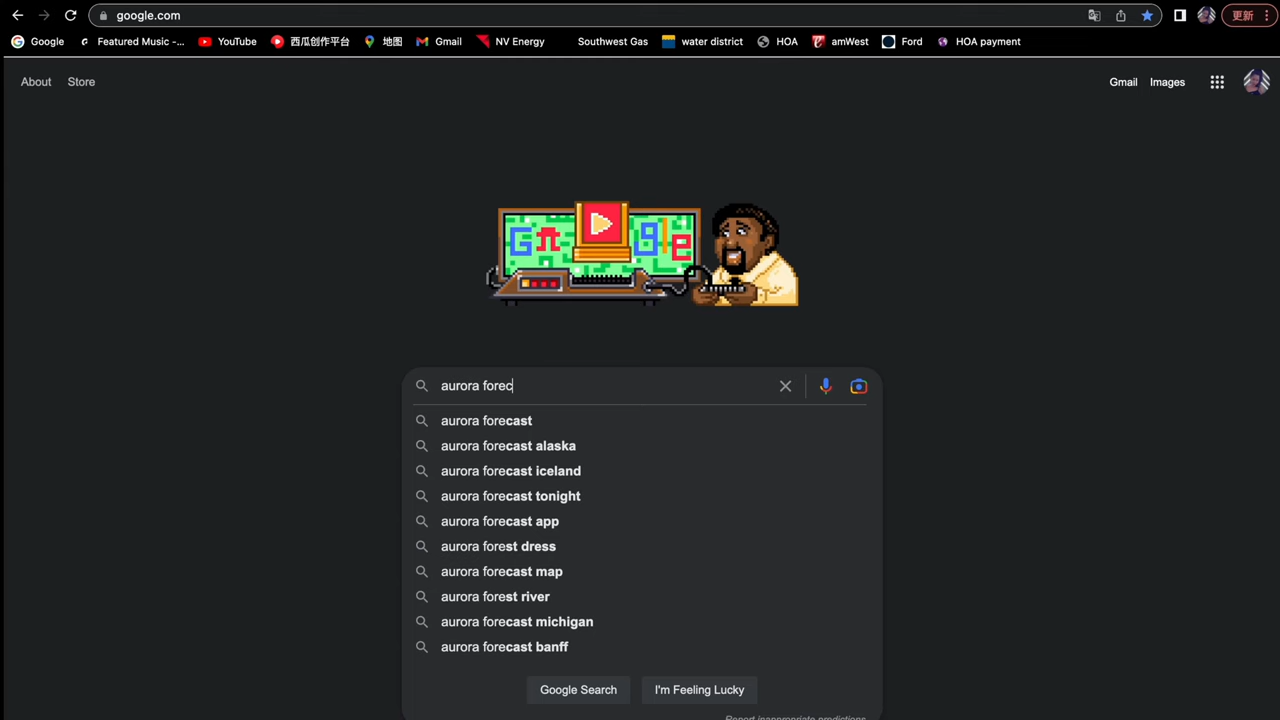 google.com
更新
Google Featured Music -... YouTube 西瓜创作平台 地图 Gmail NV Energy Southwest Gas water district HOA amWest Ford HOA payment
About Store
Gmail Images
aurora forec
aurora forecast
aurora forecast alaska
aurora forecast iceland
aurora forecast tonight
aurora forecast app
aurora forest dress
aurora forecast map
aurora forest river
aurora forecast michigan
aurora forecast banff
Google Search I'm Feeling Lucky
Report inappropriate predictions